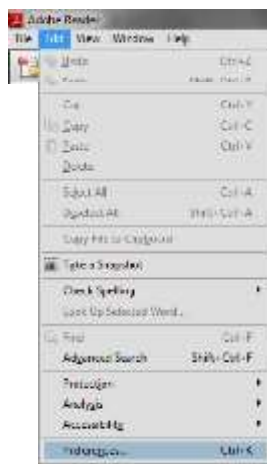 Adobe Reader
File Edit View Window Help
Undo Ctrl+Z
Cut Ctrl+X
Copy Ctrl+C
Paste Ctrl+V
Delete
Select All Ctrl+A
Deselect All Shift+Ctrl+A
Copy File to Clipboard
Take a Snapshot
Check Spelling
Look Up Selected Word...
Find Ctrl+F
Advanced Search Shift+Ctrl+F
Protection
Analysis
Accessibility
Preferences... Ctrl+K